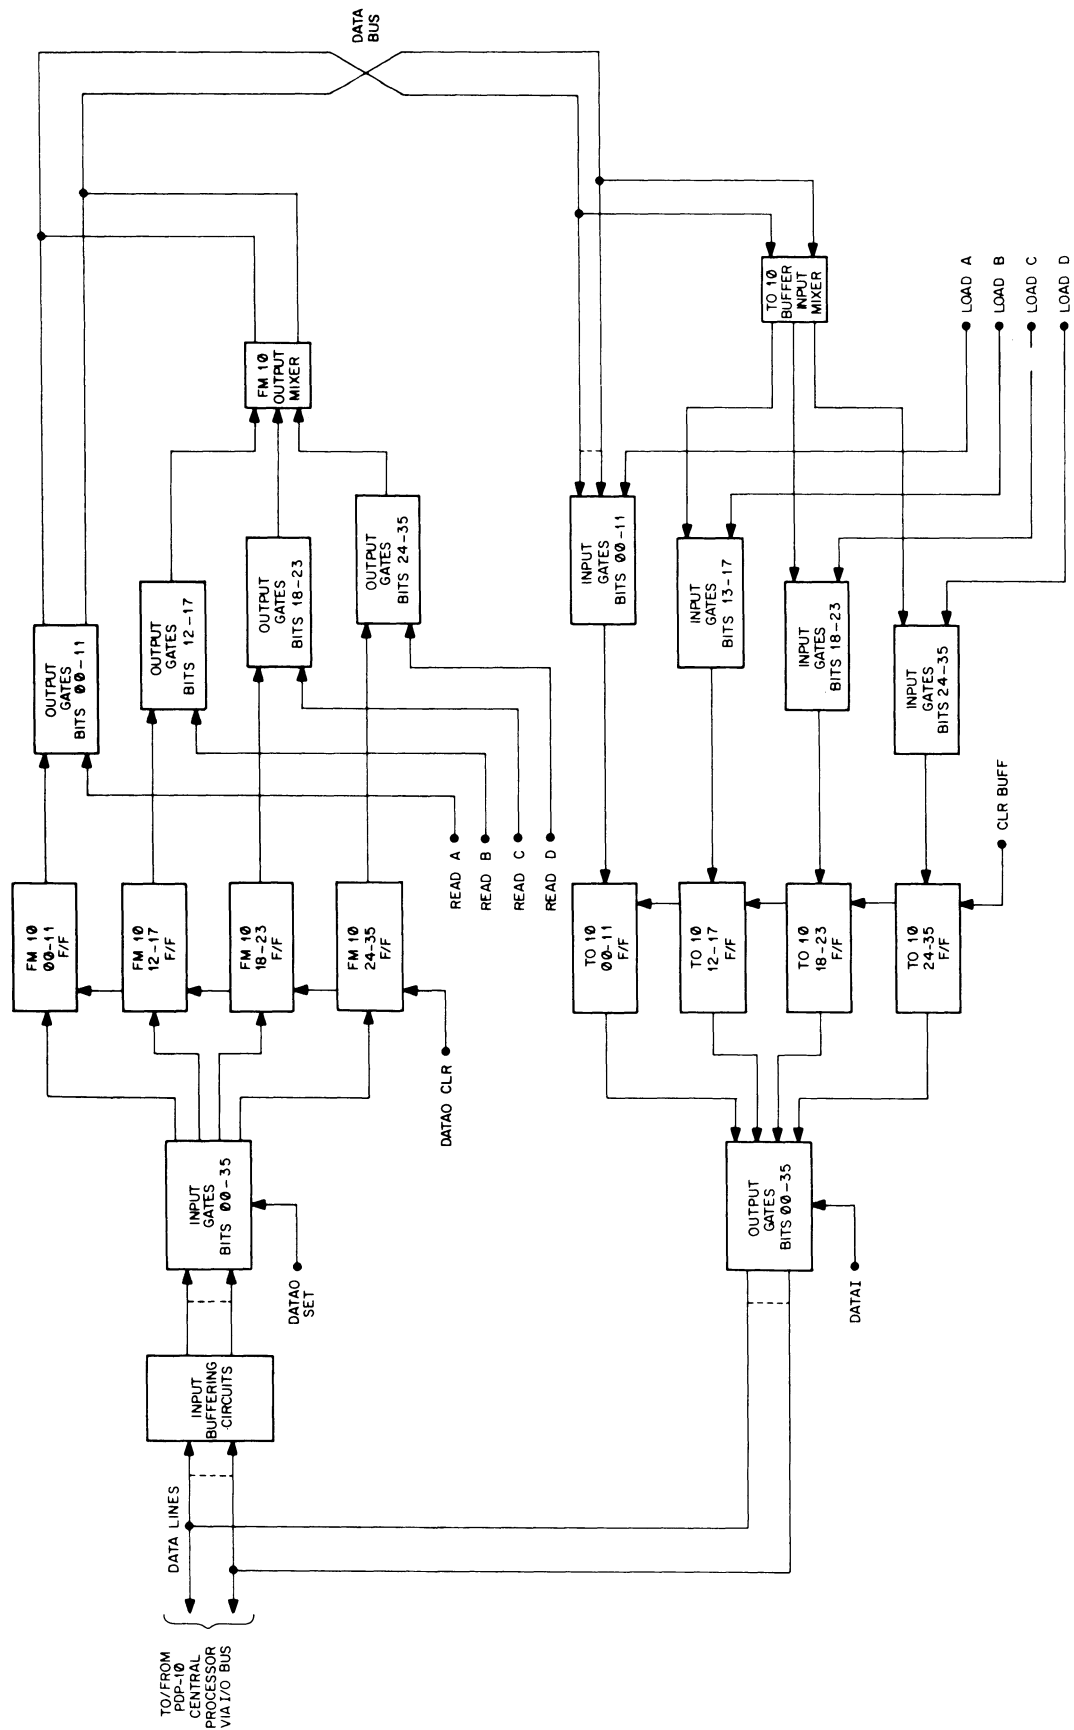 TO/FROM
PDP-10
CENTRAL
PROCESSOR
VIA I/O BUS
DATA LINES
INPUT
BUFFERING
CIRCUITS
DATAO
SET
INPUT
GATES
BITS 00-35
DATAO CLR
FM 10
00-11
F/F
FM 10
12-17
F/F
FM 10
18-23
F/F
FM 10
24-35
F/F
READ A
READ B
READ C
READ D
OUTPUT
GATES
BITS 00-11
OUTPUT
GATES
BITS 12-17
OUTPUT
GATES
BITS 18-23
OUTPUT
GATES
BITS 24-35
FM 10
OUTPUT
MIXER
DATA
BUS
DATAI
OUTPUT
GATES
BITS 00-35
TO 10
00-11
F/F
TO 10
12-17
F/F
TO 10
18-23
F/F
TO 10
24-35
F/F
CLR BUFF
INPUT
GATES
BITS 00-11
INPUT
GATES
BITS 13-17
INPUT
GATES
BITS 18-23
INPUT
GATES
BITS 24-35
TO 10
BUFFER
INPUT
MIXER
LOAD A
LOAD B
LOAD C
LOAD D